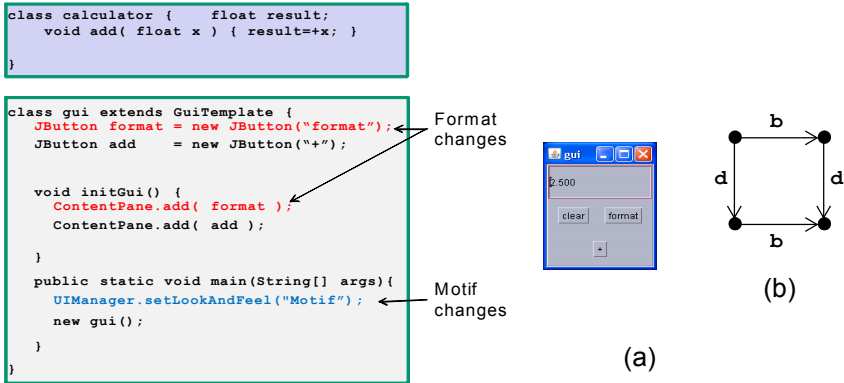 class calculator {    float result;
void add( float x ) { result=+x; }
}
class gui extends GuiTemplate {
JButton format = new JButton(“format”);
JButton add     = new JButton(“+”);
void initGui() {
ContentPane.add( format );
ContentPane.add( add );
}
public static void main(String[] args){
UIManager.setLookAndFeel("Motif”);
new gui();
}
}
Format
changes
Motif
changes
gui
2.500
clear
format
+
(a)
b
d
d
b
(b)